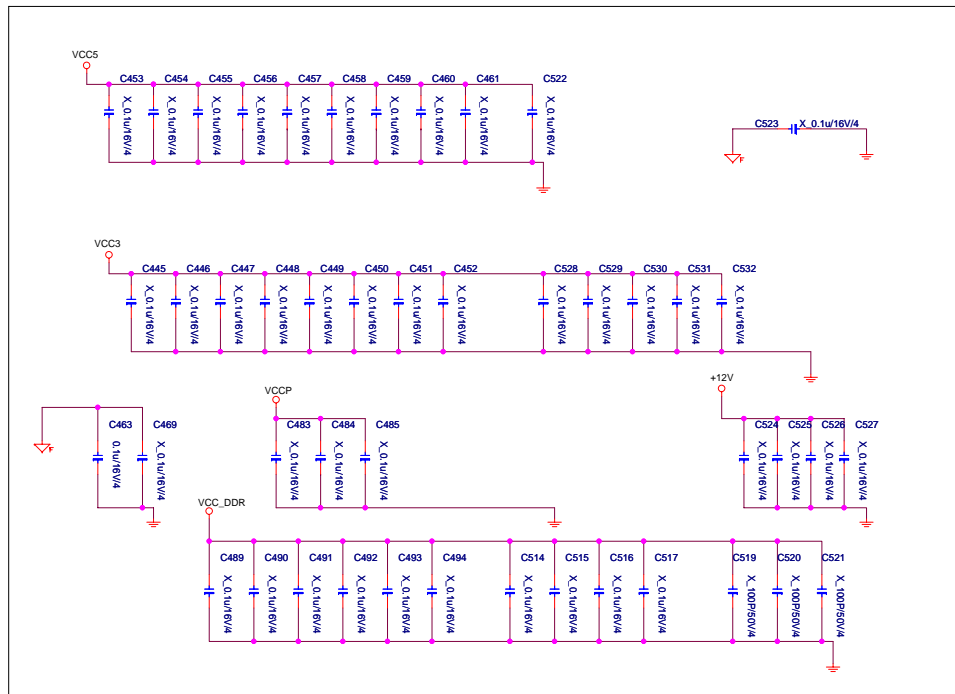 VCC5
C453 C454 C455 C456 C457 C458 C459 C460 C461 C522
X_0.1u/16V/4 X_0.1u/16V/4 X_0.1u/16V/4 X_0.1u/16V/4 X_0.1u/16V/4 X_0.1u/16V/4 X_0.1u/16V/4 X_0.1u/16V/4 X_0.1u/16V/4 X_0.1u/16V/4
C523 X_0.1u/16V/4
F
VCC3
C445 C446 C447 C448 C449 C450 C451 C452 C528 C529 C530 C531 C532
X_0.1u/16V/4 X_0.1u/16V/4 X_0.1u/16V/4 X_0.1u/16V/4 X_0.1u/16V/4 X_0.1u/16V/4 X_0.1u/16V/4 X_0.1u/16V/4 X_0.1u/16V/4 X_0.1u/16V/4 X_0.1u/16V/4 X_0.1u/16V/4 X_0.1u/16V/4
F
C463 C469
0.1u/16V/4 X_0.1u/16V/4
VCCP
C483 C484 C485
X_0.1u/16V/4 X_0.1u/16V/4 X_0.1u/16V/4
+12V
C524 C525 C526 C527
X_0.1u/16V/4 X_0.1u/16V/4 X_0.1u/16V/4 X_0.1u/16V/4
VCC_DDR
C489 C490 C491 C492 C493 C494 C514 C515 C516 C517 C519 C520 C521
X_0.1u/16V/4 X_0.1u/16V/4 X_0.1u/16V/4 X_0.1u/16V/4 X_0.1u/16V/4 X_0.1u/16V/4 X_0.1u/16V/4 X_0.1u/16V/4 X_0.1u/16V/4 X_0.1u/16V/4 X_100P/50V/4 X_100P/50V/4 X_100P/50V/4